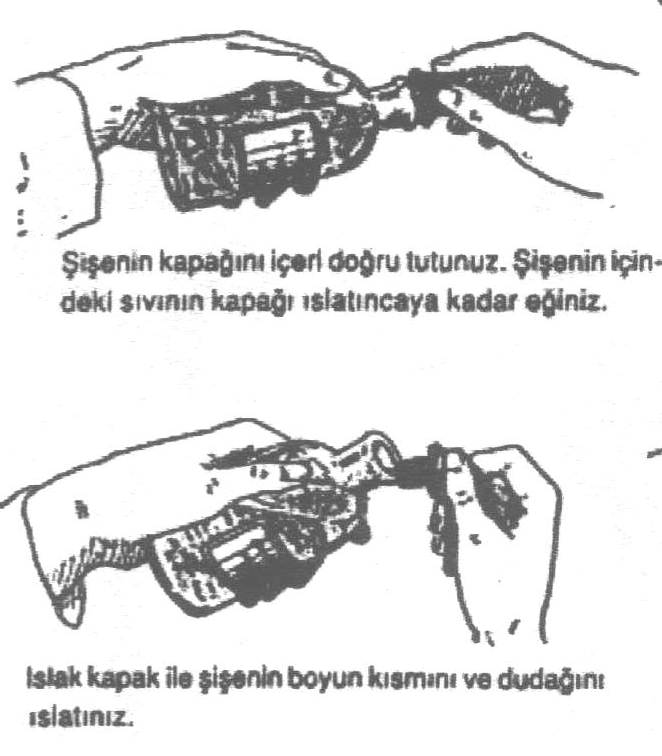 Şişenin kapağını içeri doğru tutunuz. Şişenin için-
deki sıvının kapağı ıslatıncaya kadar eğiniz.
Islak kapak ile şişenin boyun kısmını ve dudağını
ıslatınız.